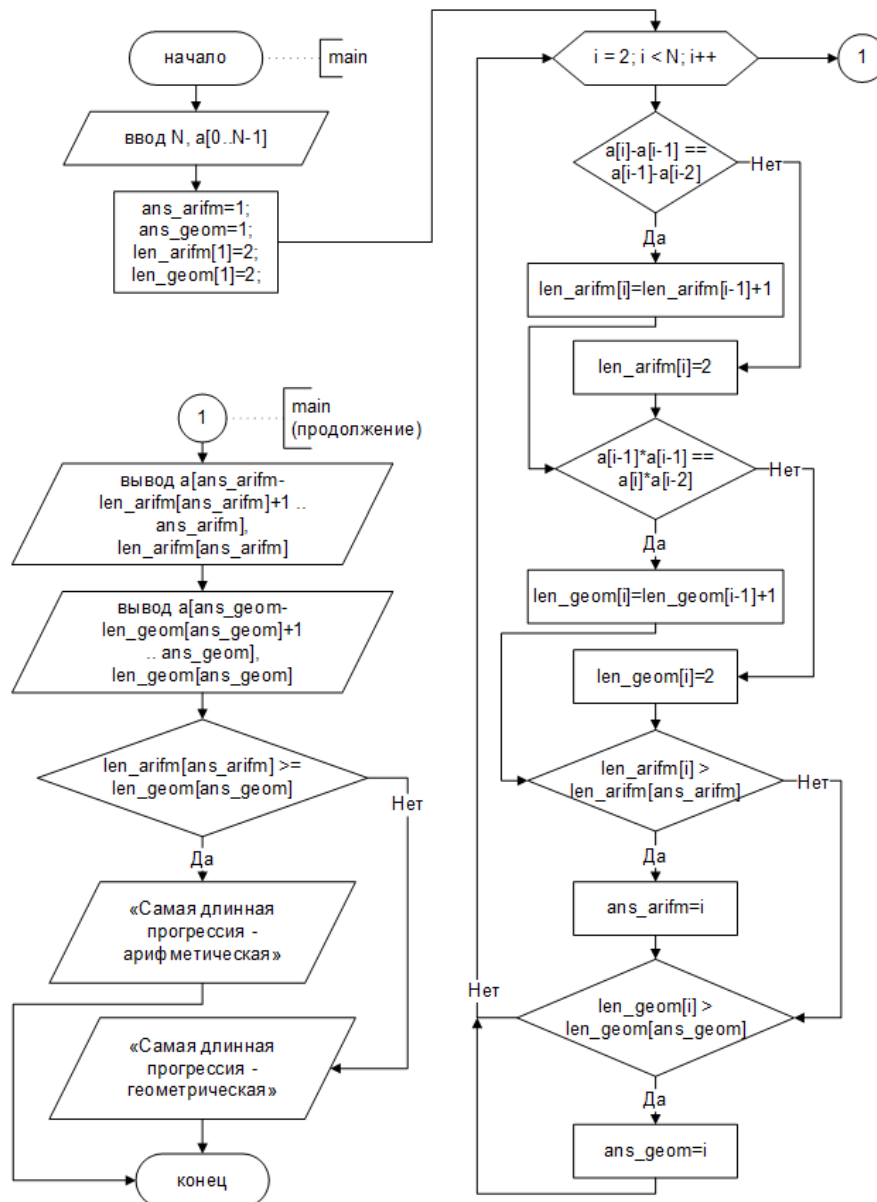 начало
main
ввод N, a[0..N-1]
ans_arifm=1;
ans_geom=1;
len_arifm[1]=2;
len_geom[1]=2;
i = 2; i < N; i++
1
a[i]-a[i-1] ==
a[i-1]-a[i-2]
Нет
Да
len_arifm[i]=len_arifm[i-1]+1
len_arifm[i]=2
a[i-1]*a[i-1] ==
a[i]*a[i-2]
Нет
Да
len_geom[i]=len_geom[i-1]+1
len_geom[i]=2
len_arifm[i] >
len_arifm[ans_arifm]
Нет
Да
ans_arifm=i
Нет
len_geom[i] >
len_geom[ans_geom]
Да
ans_geom=i
1
main
(продолжение)
вывод a[ans_arifm-
len_arifm[ans_arifm]+1 ..
ans_arifm],
len_arifm[ans_arifm]
вывод a[ans_geom-
len_geom[ans_geom]+1
.. ans_geom],
len_geom[ans_geom]
len_arifm[ans_arifm] >=
len_geom[ans_geom]
Нет
Да
«Самая длинная
прогрессия -
арифметическая»
«Самая длинная
прогрессия -
геометрическая»
конец